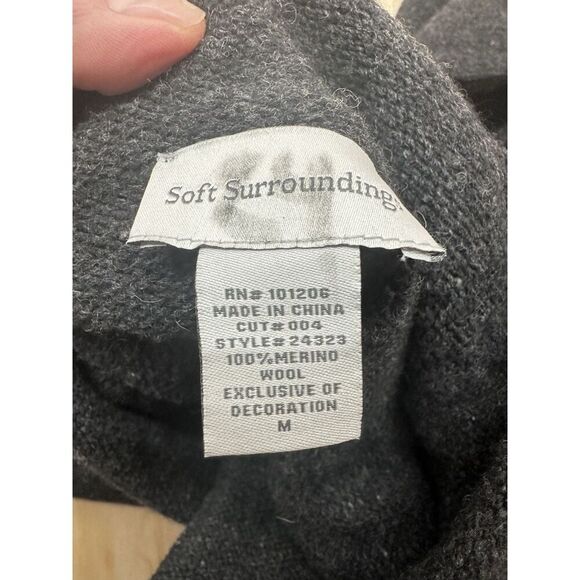 Soft Surroundings
RN# 101206
MADE IN CHINA
CUT# 004
STYLE# 24323
100%MERINO
WOOL
EXCLUSIVE OF
DECORATION
M